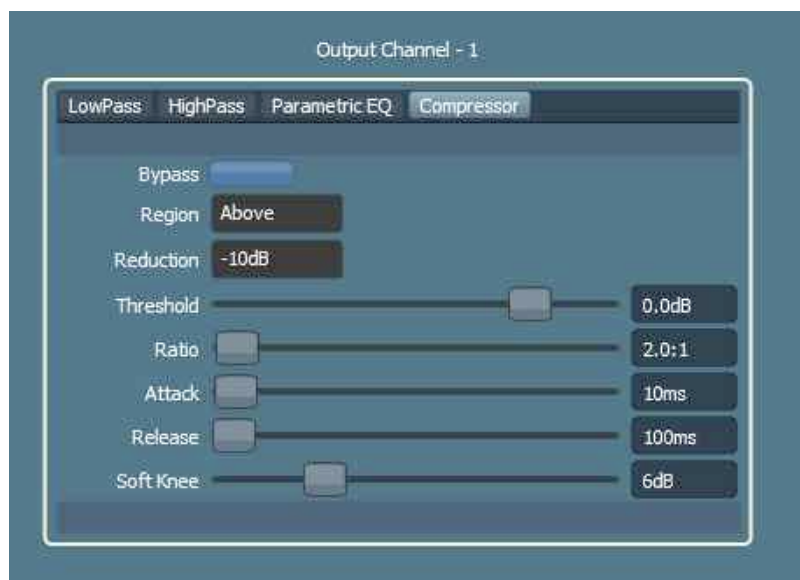 Output Channel - 1
LowPass HighPass Parametric EQ Compressor
Bypass
Region Above
Reduction -10dB
Threshold 0.0dB
Ratio 2.0:1
Attack 10ms
Release 100ms
Soft Knee 6dB